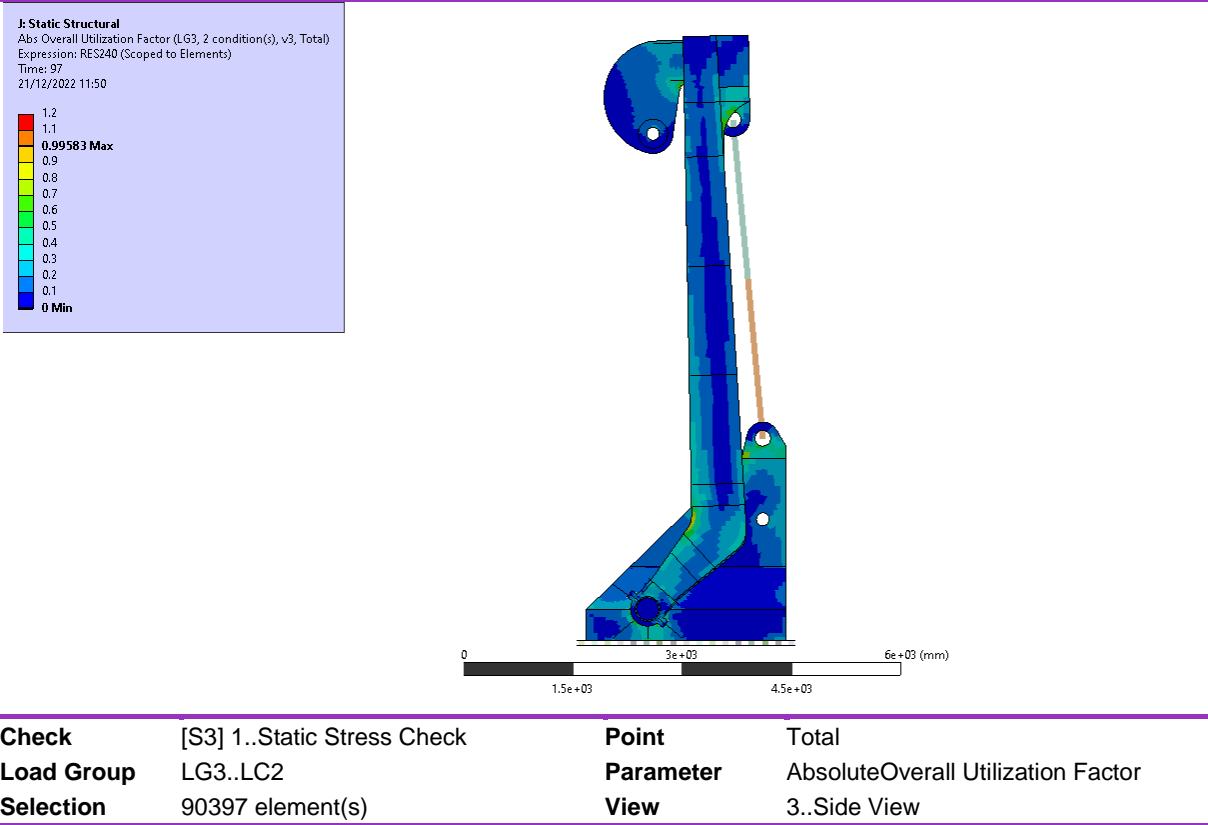 J: Static Structural
Abs Overall Utilization Factor (LG3, 2 condition(s), v3, Total)
Expression: RES240 (Scoped to Elements)
Time: 97
21/12/2022 11:50
1.2
1.1
0.99583 Max
0.9
0.8
0.7
0.6
0.5
0.4
0.3
0.2
0.1
0 Min
0 3e+03 6e+03 (mm)
1.5e+03 4.5e+03
Check [S3] 1..Static Stress Check Point Total
Load Group LG3..LC2 Parameter AbsoluteOverall Utilization Factor
Selection 90397 element(s) View 3..Side View